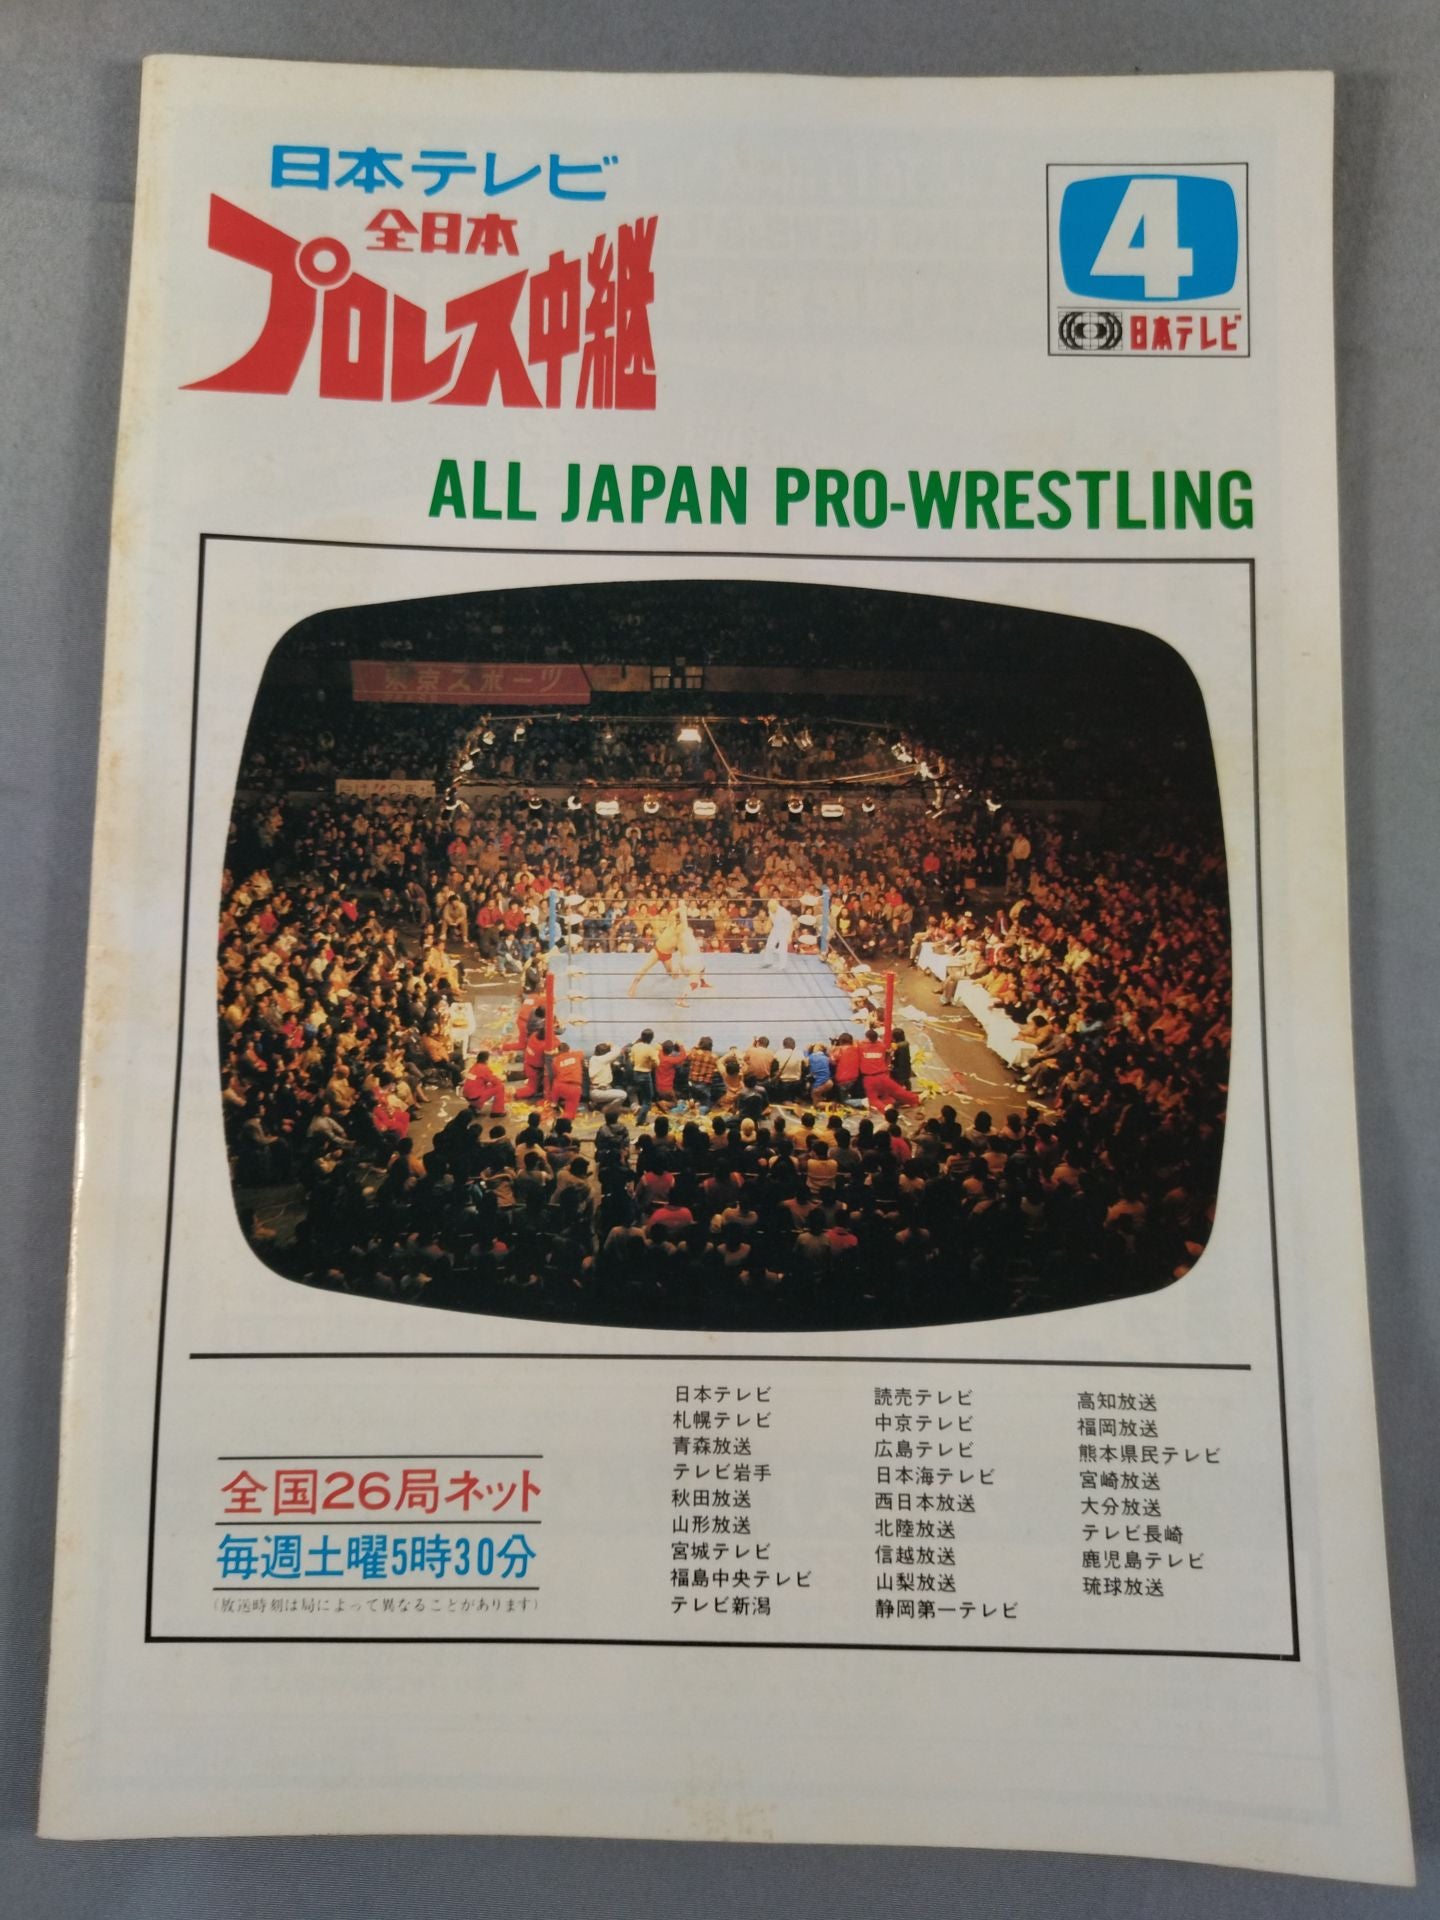 日本テレビ
全日本
プロレス中継
4
日本テレビ
ALL JAPAN PRO-WRESTLING
東京スポーツ
全国26局ネット
毎週土曜5時30分
(放送時刻は局によって異なることがあります)
日本テレビ
札幌テレビ
青森放送
テレビ岩手
秋田放送
山形放送
宮城テレビ
福島中央テレビ
テレビ新潟
読売テレビ
中京テレビ
広島テレビ
日本海テレビ
西日本放送
北陸放送
信越放送
山梨放送
静岡第一テレビ
高知放送
福岡放送
熊本県民テレビ
宮崎放送
大分放送
テレビ長崎
鹿児島テレビ
琉球放送